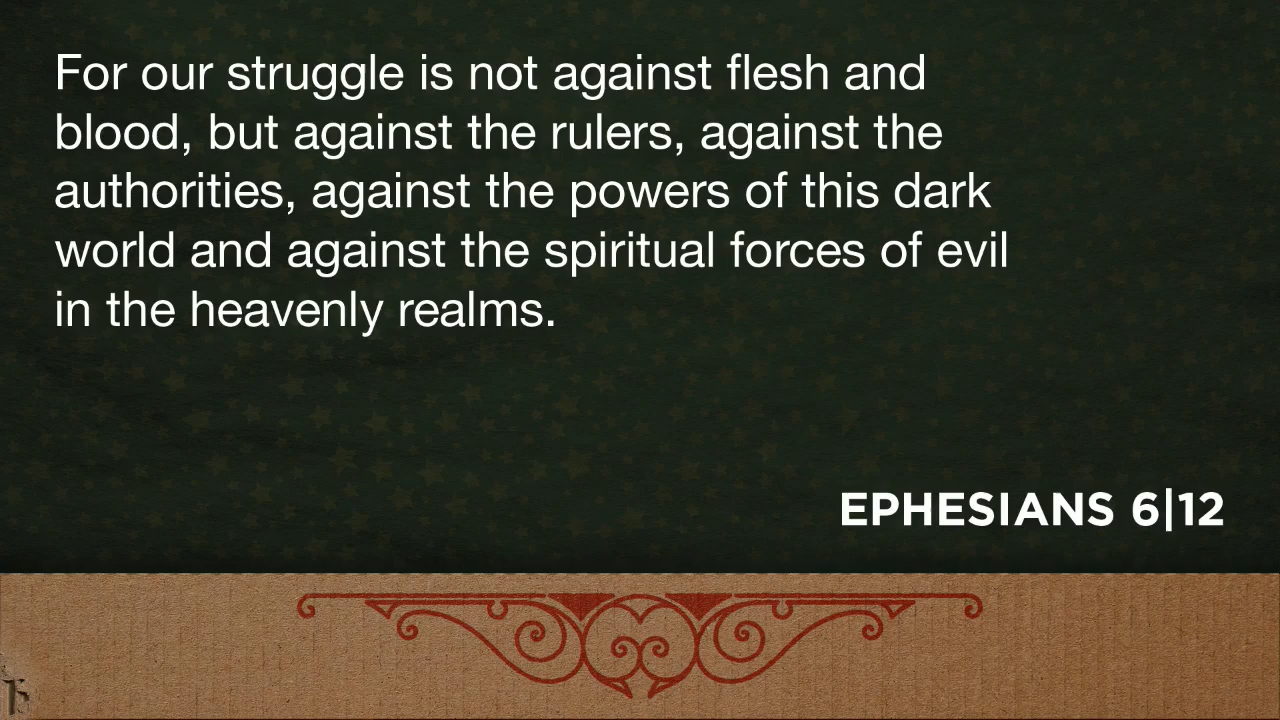 For our struggle is not against flesh and
blood, but against the rulers, against the
authorities, against the powers of this dark
world and against the spiritual forces of evil
in the heavenly realms.
EPHESIANS 6|12